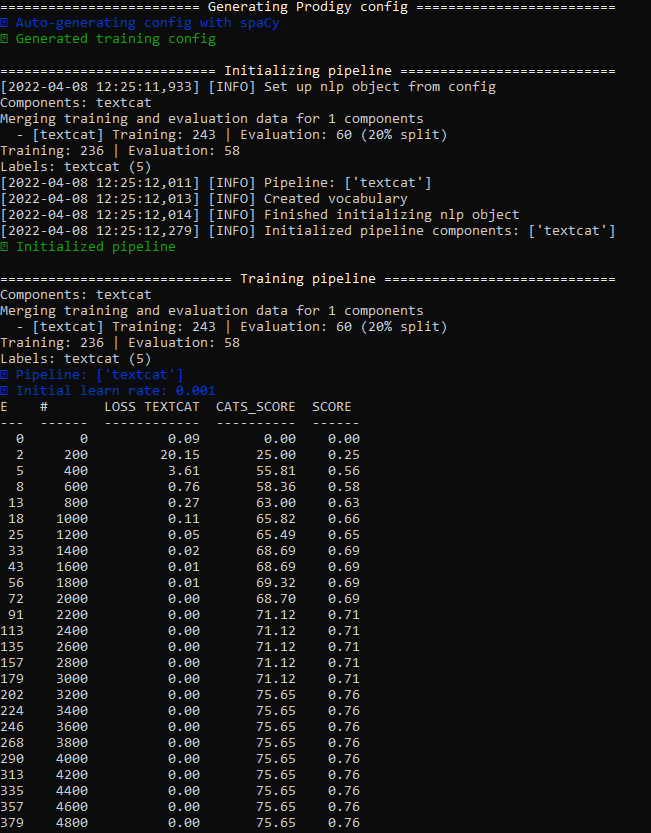 ========================= Generating Prodigy config =========================
Auto-generating config with spaCy
Generated training config
=========================== Initializing pipeline ===========================
[2022-04-08 12:25:11,933] [INFO] Set up nlp object from config
Components: textcat
Merging training and evaluation data for 1 components
  - [textcat] Training: 243 | Evaluation: 60 (20% split)
Training: 236 | Evaluation: 58
Labels: textcat (5)
[2022-04-08 12:25:12,011] [INFO] Pipeline: ['textcat']
[2022-04-08 12:25:12,013] [INFO] Created vocabulary
[2022-04-08 12:25:12,014] [INFO] Finished initializing nlp object
[2022-04-08 12:25:12,279] [INFO] Initialized pipeline components: ['textcat']
Initialized pipeline
============================= Training pipeline =============================
Components: textcat
Merging training and evaluation data for 1 components
  - [textcat] Training: 243 | Evaluation: 60 (20% split)
Training: 236 | Evaluation: 58
Labels: textcat (5)
Pipeline: ['textcat']
Initial learn rate: 0.001
E    #       LOSS TEXTCAT  CATS_SCORE  SCORE
---  ------  ------------  ----------  ------
  0       0          0.09        0.00    0.00
  2     200         20.15       25.00    0.25
  5     400          3.61       55.81    0.56
  8     600          0.76       58.36    0.58
 13     800          0.27       63.00    0.63
 18    1000          0.11       65.82    0.66
 25    1200          0.05       65.49    0.65
 33    1400          0.02       68.69    0.69
 43    1600          0.01       68.69    0.69
 56    1800          0.01       69.32    0.69
 72    2000          0.00       68.70    0.69
 91    2200          0.00       71.12    0.71
113    2400          0.00       71.12    0.71
135    2600          0.00       71.12    0.71
157    2800          0.00       71.12    0.71
179    3000          0.00       71.12    0.71
202    3200          0.00       75.65    0.76
224    3400          0.00       75.65    0.76
246    3600          0.00       75.65    0.76
268    3800          0.00       75.65    0.76
290    4000          0.00       75.65    0.76
313    4200          0.00       75.65    0.76
335    4400          0.00       75.65    0.76
357    4600          0.00       75.65    0.76
379    4800          0.00       75.65    0.76